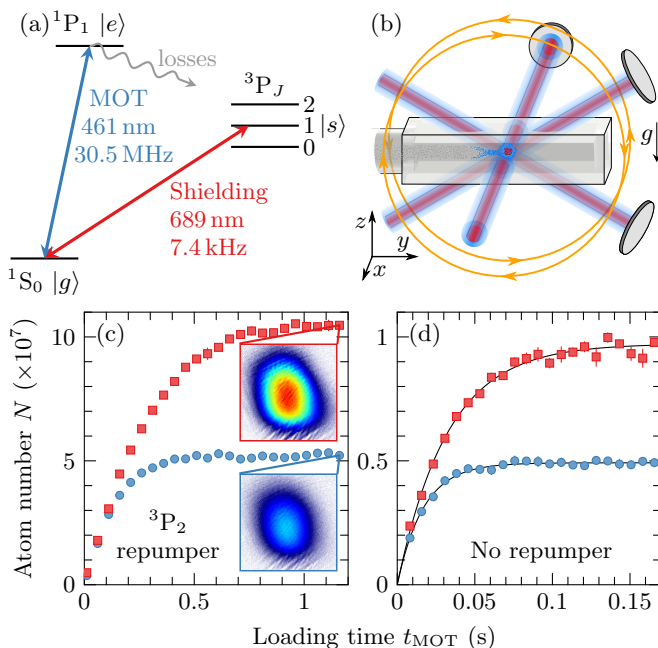 (a) ¹P₁ |e⟩
losses
MOT
461 nm
30.5 MHz
³P_J
2
1 |s⟩
0
Shielding
689 nm
7.4 kHz
¹S₀ |g⟩
(b)
g
z
y
x
(c)
10
5
0
Atom number N (×10⁷)
³P₂
repumper
0
0.5
1
(d)
1
0.5
0
No repumper
0
0.05
0.1
0.15
Loading time t_MOT (s)